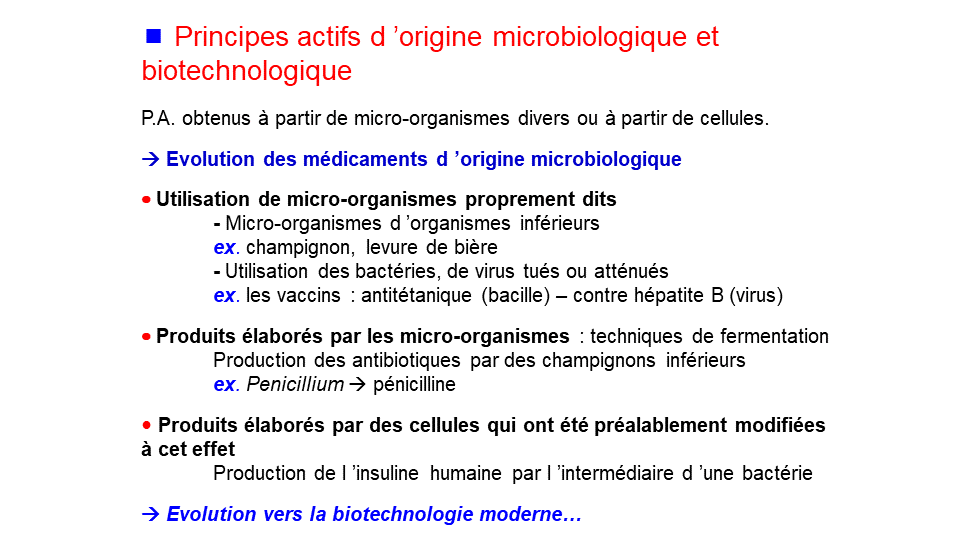 ■ Principes actifs d ’origine microbiologique et
biotechnologique
P.A. obtenus à partir de micro-organismes divers ou à partir de cellules.
→ Evolution des médicaments d ’origine microbiologique
• Utilisation de micro-organismes proprement dits
- Micro-organismes d ’organismes inférieurs
ex. champignon, levure de bière
- Utilisation des bactéries, de virus tués ou atténués
ex. les vaccins : antitétanique (bacille) – contre hépatite B (virus)
• Produits élaborés par les micro-organismes : techniques de fermentation
Production des antibiotiques par des champignons inférieurs
ex. Penicillium → pénicilline
• Produits élaborés par des cellules qui ont été préalablement modifiées
à cet effet
Production de l ’insuline humaine par l ’intermédiaire d ’une bactérie
→ Evolution vers la biotechnologie moderne…